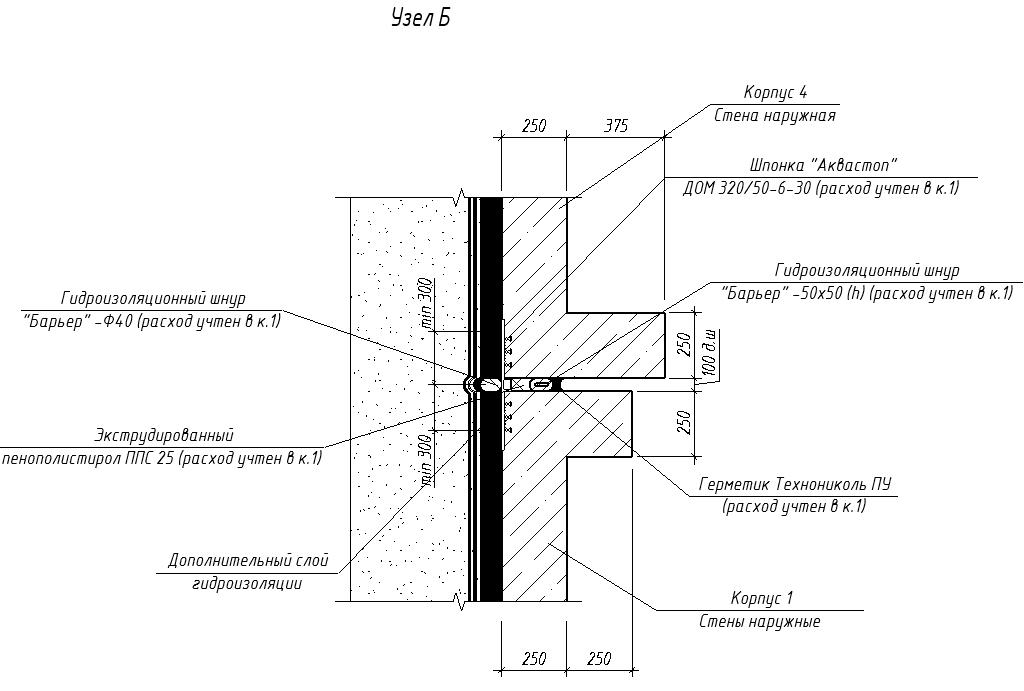 Узел Б
Корпус 4
Стена наружная
250
375
Шпонка "Аквастоп"
ДОМ 320/50-6-30 (расход учтен в к.1)
Гидроизоляционный шнур
"Барьер" -50х50 (h) (расход учтен в к.1)
Гидроизоляционный шнур
"Барьер" -Ф40 (расход учтен в к.1)
min 300
250
100 д.ш
250
Экструдированный
пенополистирол ППС 25 (расход учтен в к.1)
min 300
Герметик Технониколь ПУ
(расход учтен в к.1)
Дополнительный слой
гидроизоляции
Корпус 1
Стены наружные
250
250